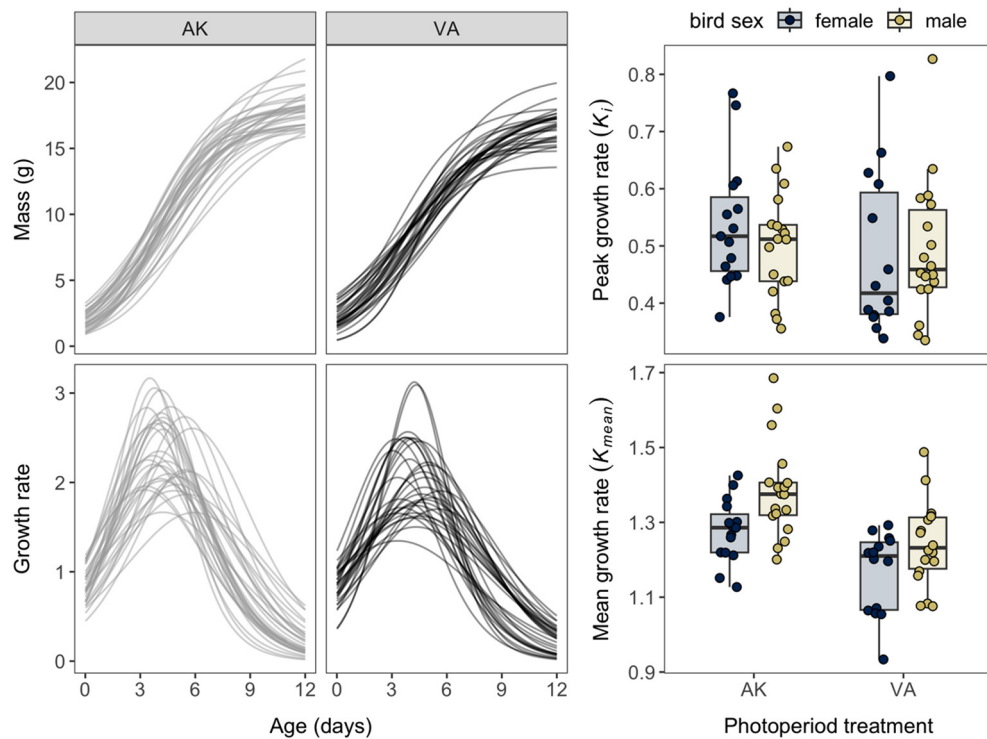 bird sex female male
AK VA
Mass (g)
20
15
10
5
0
Growth rate
3
2
1
0
0 3 6 9 12 0 3 6 9 12
Age (days)
Peak growth rate (Ki)
0.8
0.7
0.6
0.5
0.4
Mean growth rate (Kmean)
1.7
1.5
1.3
1.1
0.9
AK VA
Photoperiod treatment